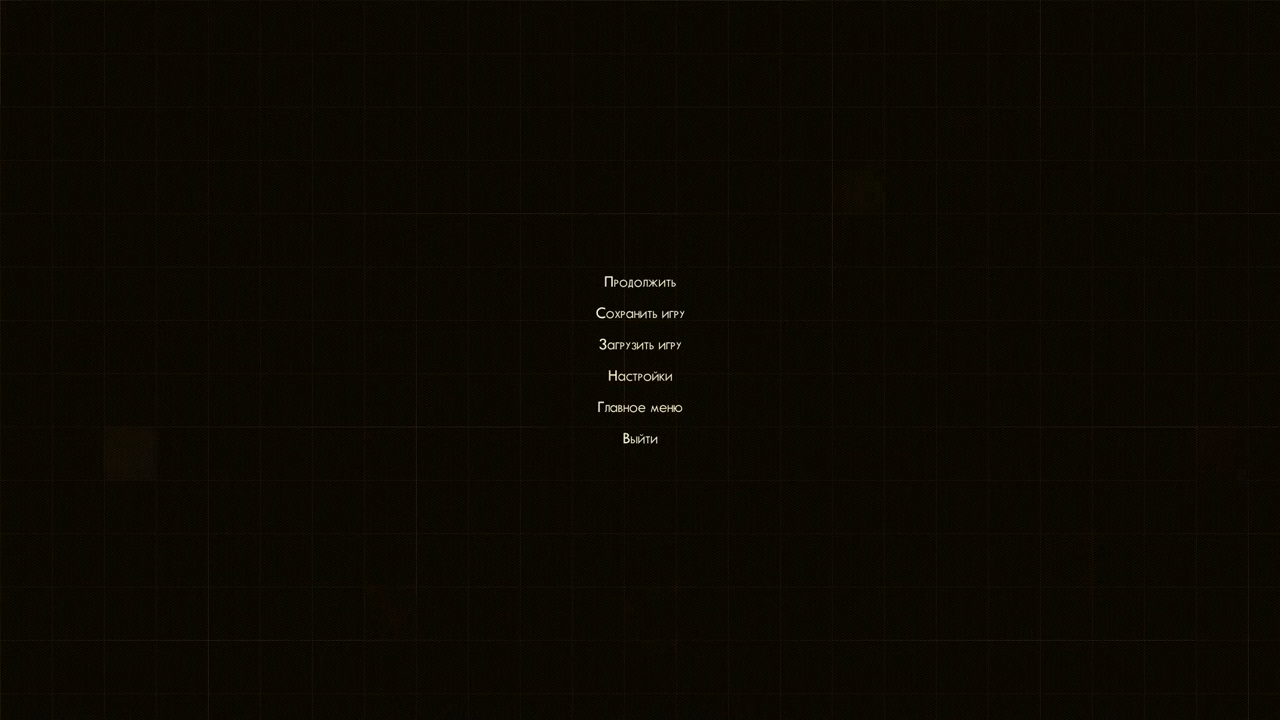 Продолжить
Сохранить игру
Загрузить игру
Настройки
Главное меню
Выйти